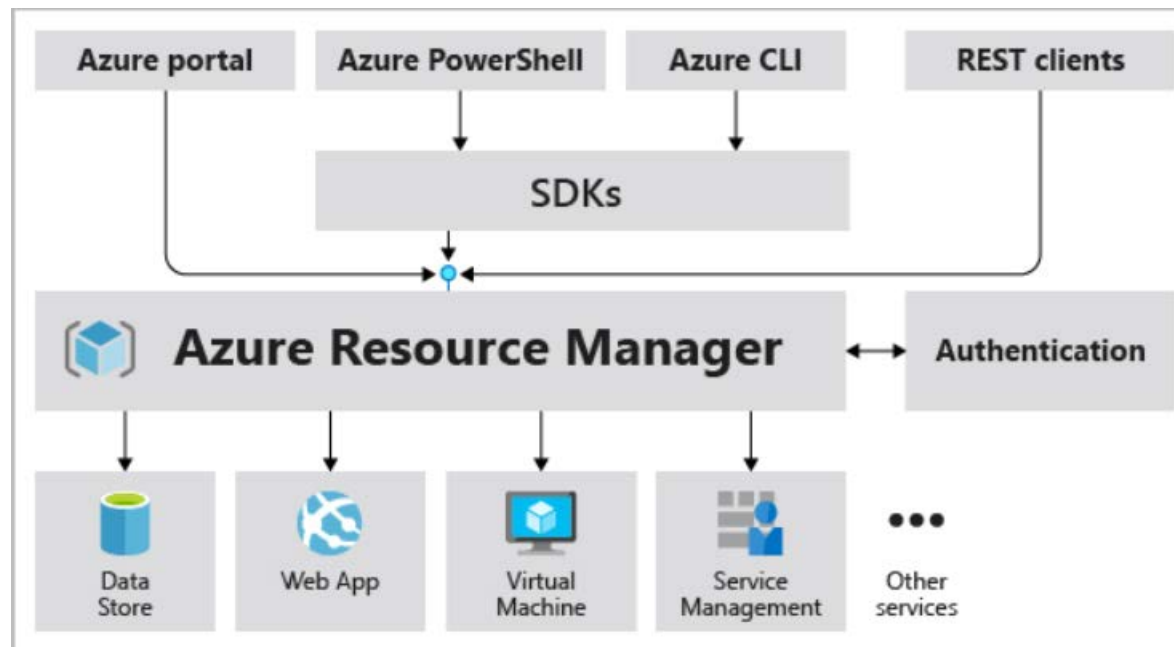 Azure portal
Azure PowerShell
Azure CLI
REST clients
SDKs
Azure Resource Manager
Authentication
Data
Store
Web App
Virtual
Machine
Service
Management
Other
services